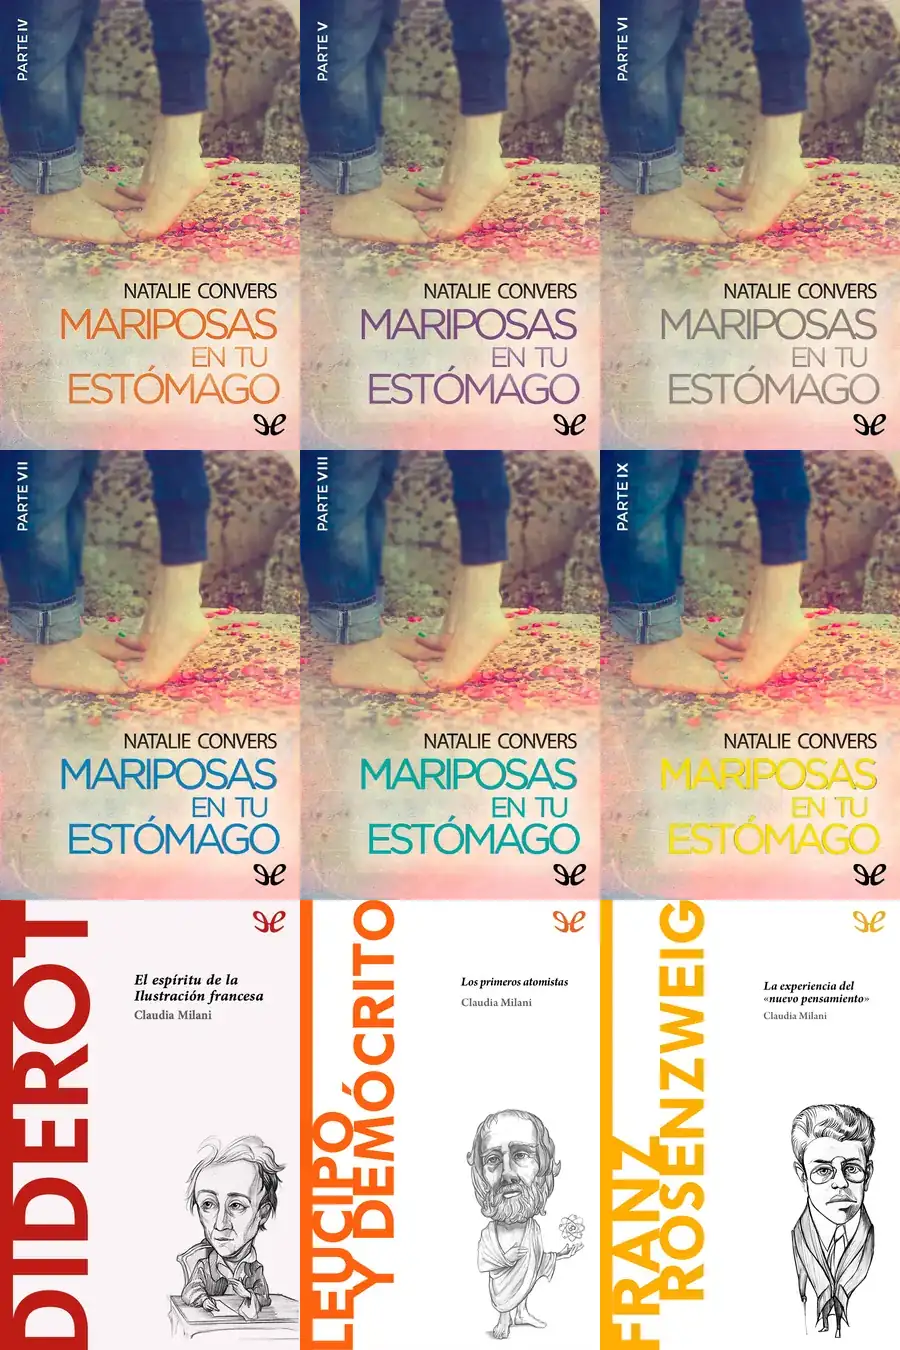 PARTE IV
NATALIE CONVERS
MARIPOSAS
EN TU
ESTÓMAGO
PARTE V
NATALIE CONVERS
MARIPOSAS
EN TU
ESTÓMAGO
PARTE VI
NATALIE CONVERS
MARIPOSAS
EN TU
ESTÓMAGO
PARTE VII
NATALIE CONVERS
MARIPOSAS
EN TU
ESTÓMAGO
PARTE VIII
NATALIE CONVERS
MARIPOSAS
EN TU
ESTÓMAGO
PARTE IX
NATALIE CONVERS
MARIPOSAS
EN TU
ESTÓMAGO
DIDEROT
El espíritu de la
Ilustración francesa
Claudia Milani
LEUCIPO
Y DEMÓCRITO
Los primeros atomistas
Claudia Milani
FRANZ
ROSENZWEIG
La experiencia del
«nuevo pensamiento»
Claudia Milani